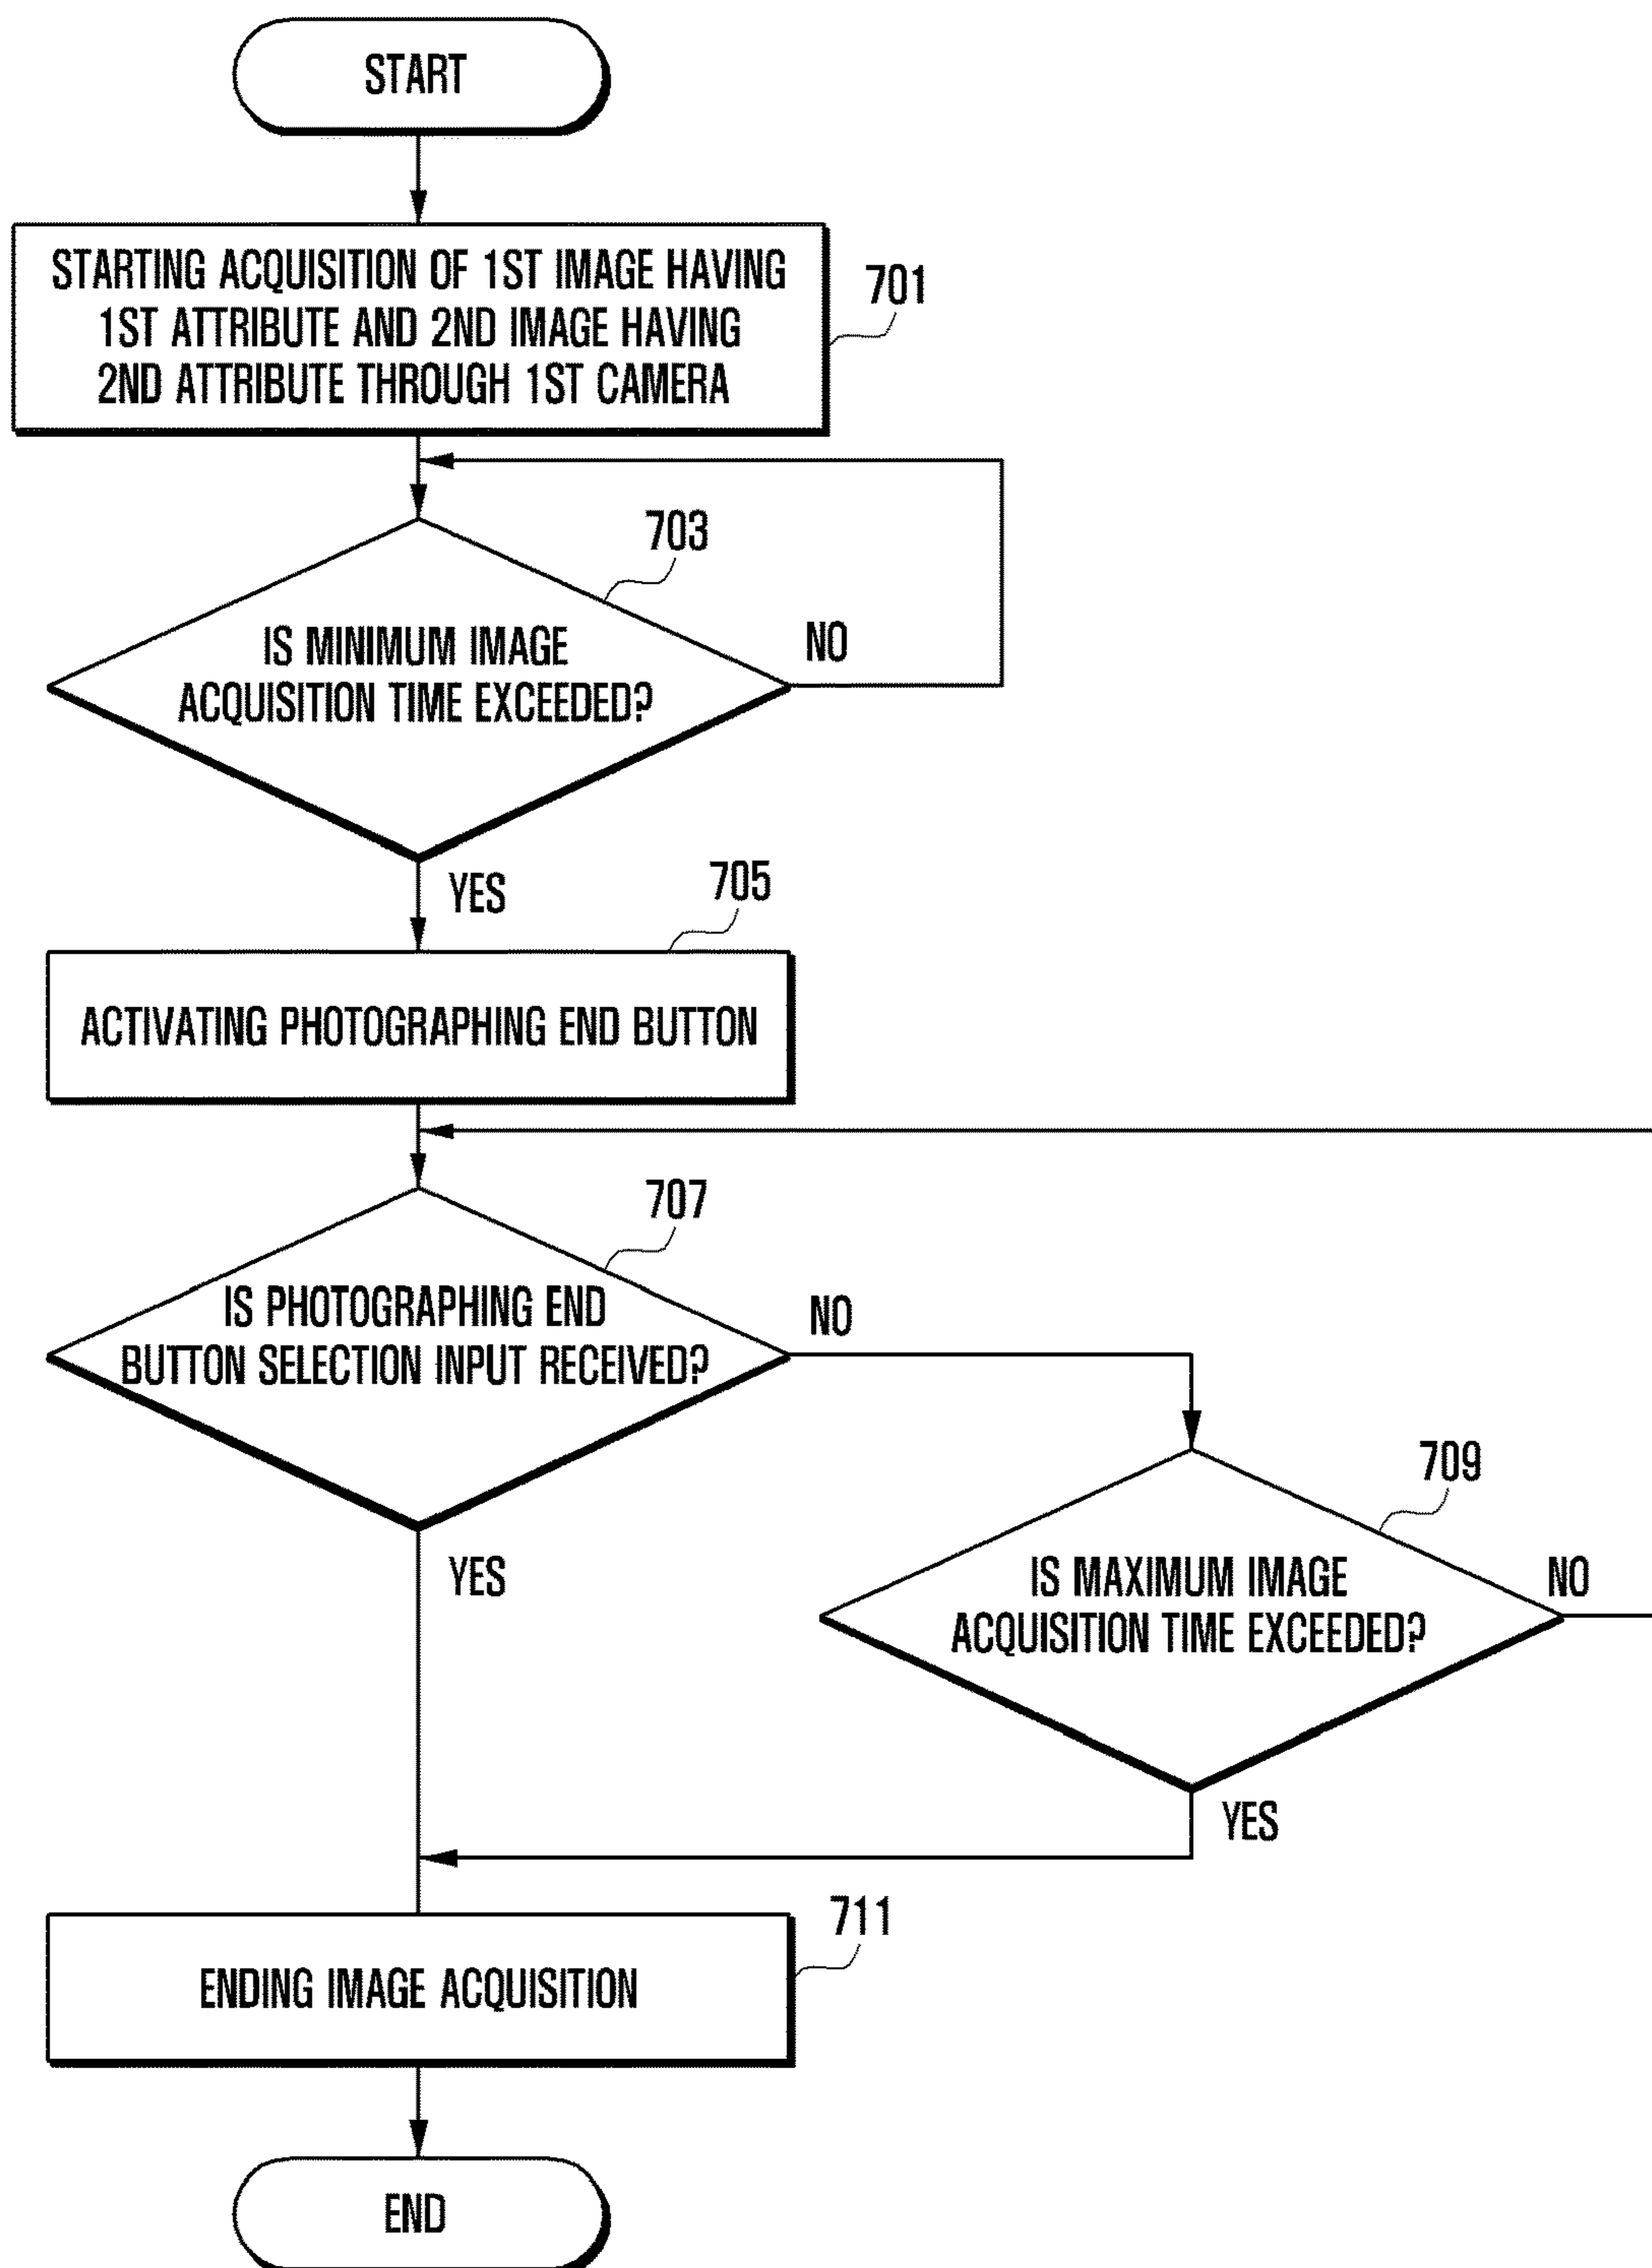 START
STARTING ACQUISITION OF 1ST IMAGE HAVING
1ST ATTRIBUTE AND 2ND IMAGE HAVING
2ND ATTRIBUTE THROUGH 1ST CAMERA
701
703
IS MINIMUM IMAGE
ACQUISITION TIME EXCEEDED?
NO
YES
705
ACTIVATING PHOTOGRAPHING END BUTTON
707
IS PHOTOGRAPHING END
BUTTON SELECTION INPUT RECEIVED?
NO
YES
709
IS MAXIMUM IMAGE
ACQUISITION TIME EXCEEDED?
NO
YES
711
ENDING IMAGE ACQUISITION
END